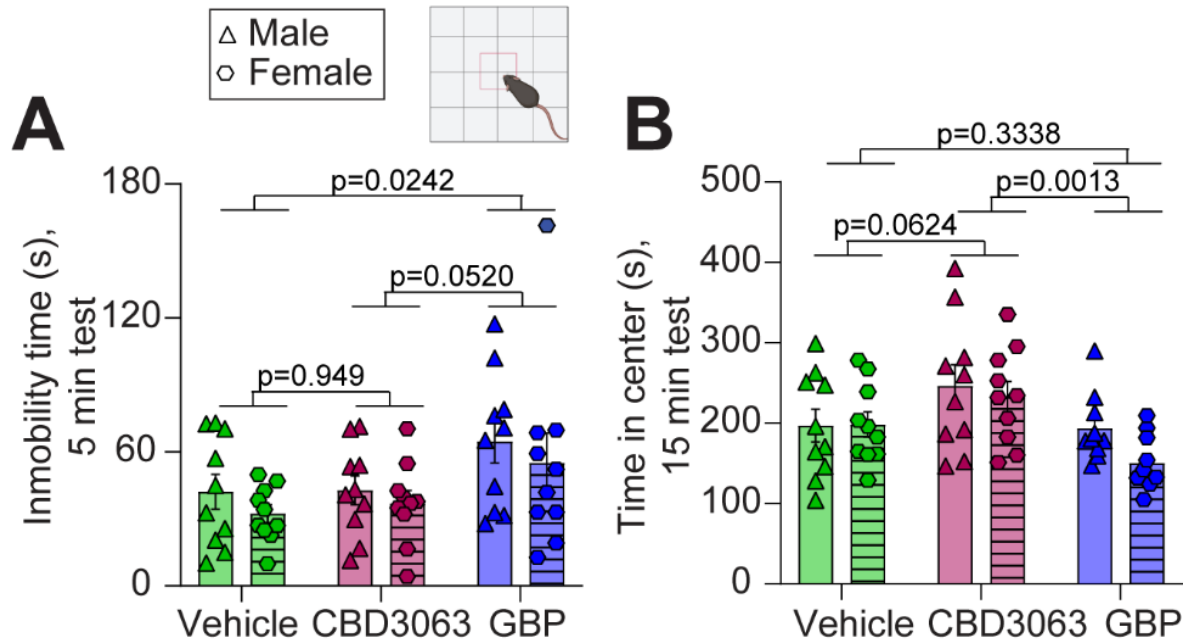 Male
Female
A
Inmobility time (s),
5 min test
180
120
60
0
p=0.0242
p=0.0520
p=0.949
Vehicle CBD3063 GBP
B
Time in center (s),
15 min test
500
400
300
200
100
0
p=0.3338
p=0.0013
p=0.0624
Vehicle CBD3063 GBP